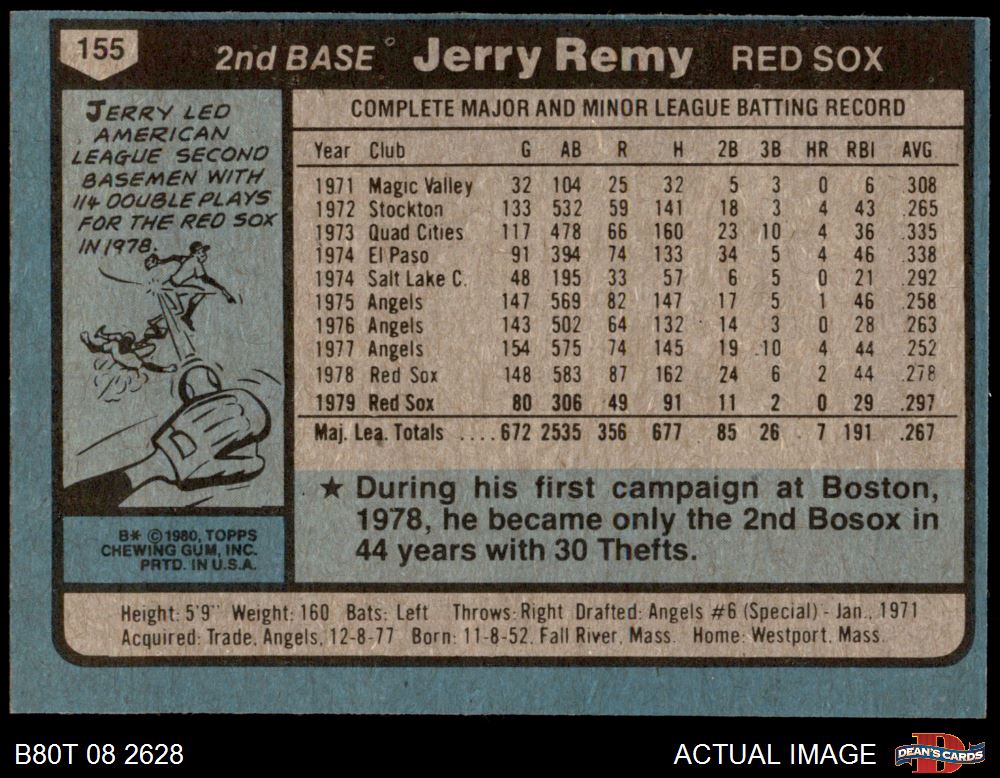 155
2nd BASE Jerry Remy RED SOX
JERRY LED
AMERICAN
LEAGUE SECOND
BASEMEN WITH
114 DOUBLE PLAYS
FOR THE RED SOX
IN 1978.
B* © 1980, TOPPS
CHEWING GUM, INC.
PRTD. IN U.S.A.
COMPLETE MAJOR AND MINOR LEAGUE BATTING RECORD
Year Club G AB R H 2B 3B HR RBI AVG
1971 Magic Valley 32 104 25 32 5 3 0 6 .308
1972 Stockton 133 532 59 141 18 3 4 43 .265
1973 Quad Cities 117 478 66 160 23 10 4 36 .335
1974 El Paso 91 394 74 133 34 5 4 46 .338
1974 Salt Lake C. 48 195 33 57 6 5 0 21 .292
1975 Angels 147 569 82 147 17 5 1 46 .258
1976 Angels 143 502 64 132 14 3 0 28 .263
1977 Angels 154 575 74 145 19 10 4 44 .252
1978 Red Sox 148 583 87 162 24 6 2 44 .278
1979 Red Sox 80 306 49 91 11 2 0 29 .297
Maj. Lea. Totals .... 672 2535 356 677 85 26 7 191 .267
★ During his first campaign at Boston,
1978, he became only the 2nd Bosox in
44 years with 30 Thefts.
Height: 5'9" Weight: 160 Bats: Left Throws: Right Drafted: Angels #6 (Special) - Jan., 1971
Acquired: Trade, Angels, 12-8-77 Born: 11-8-52, Fall River, Mass. Home: Westport, Mass.
B80T 08 2628
ACTUAL IMAGE
D
DEAN'S CARDS